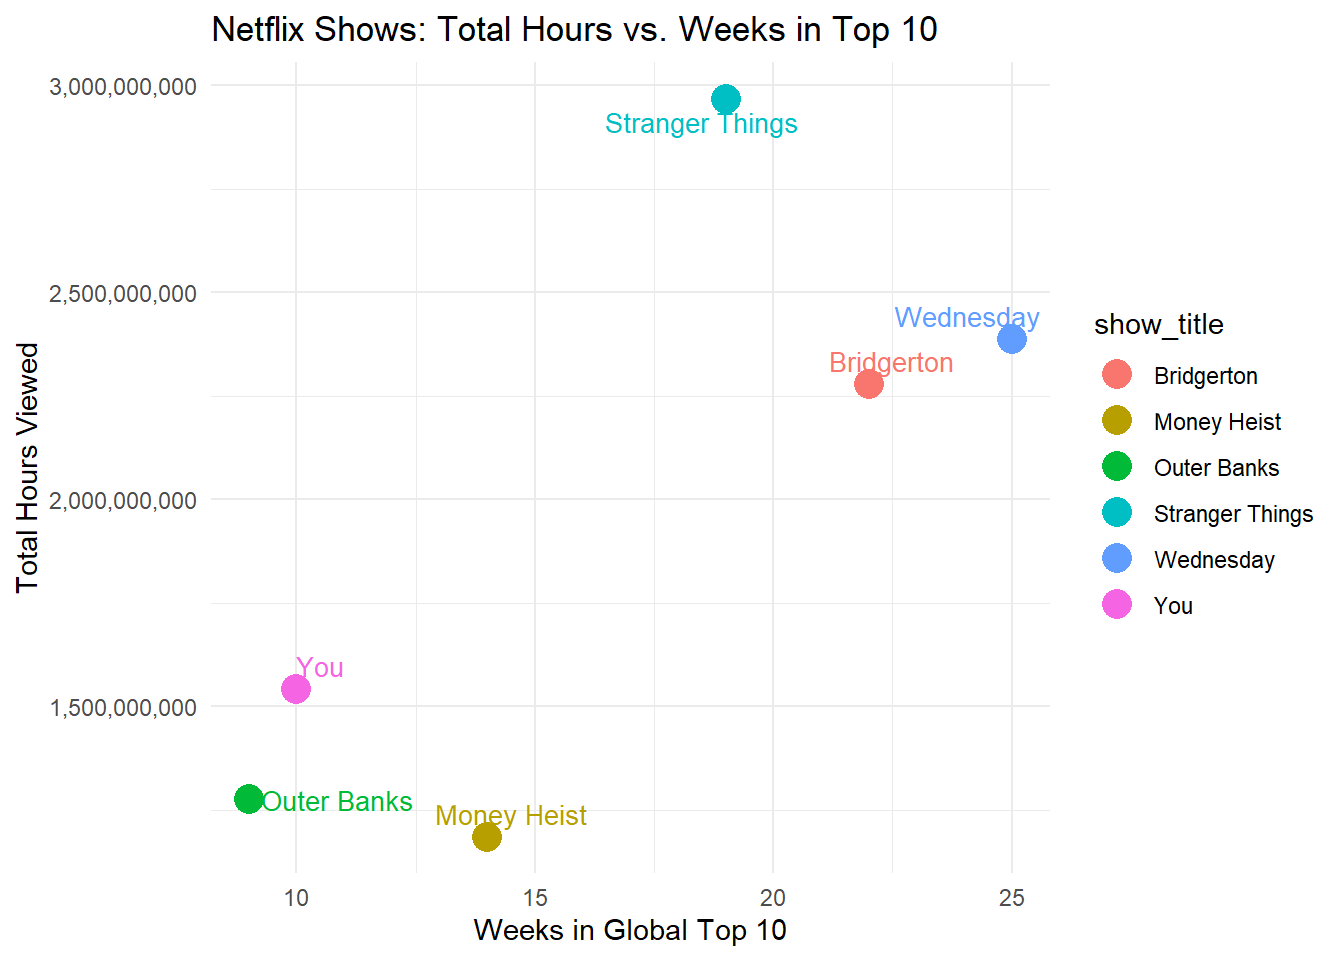 Netflix Shows: Total Hours vs. Weeks in Top 10
3,000,000,000
2,500,000,000
2,000,000,000
1,500,000,000
Total Hours Viewed
Stranger Things
Wednesday
Bridgerton
You
Outer Banks
Money Heist
10
15
20
25
Weeks in Global Top 10
show_title
Bridgerton
Money Heist
Outer Banks
Stranger Things
Wednesday
You